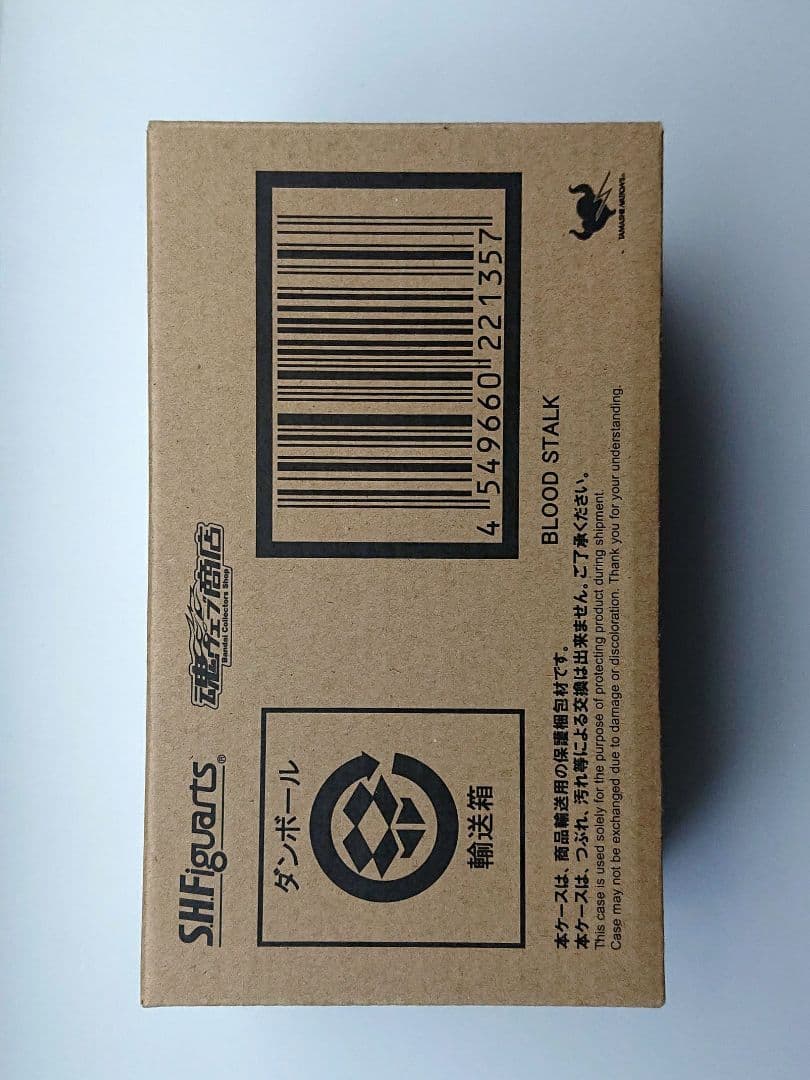 S.H.Figuarts®
魂ウェブ商店
Bandai Collectors Shop
ダンボール
輸送箱
4 549660 221357
BLOOD STALK
本ケースは、商品輸送用の保護梱包材です。
本ケースは、つぶれ、汚れ等による交換は出来ません。ご了承ください。
This case is used solely for the purpose of protecting product during shipment.
Case may not be exchanged due to damage or discoloration. Thank you for your understanding.
TAMASHII NATIONS